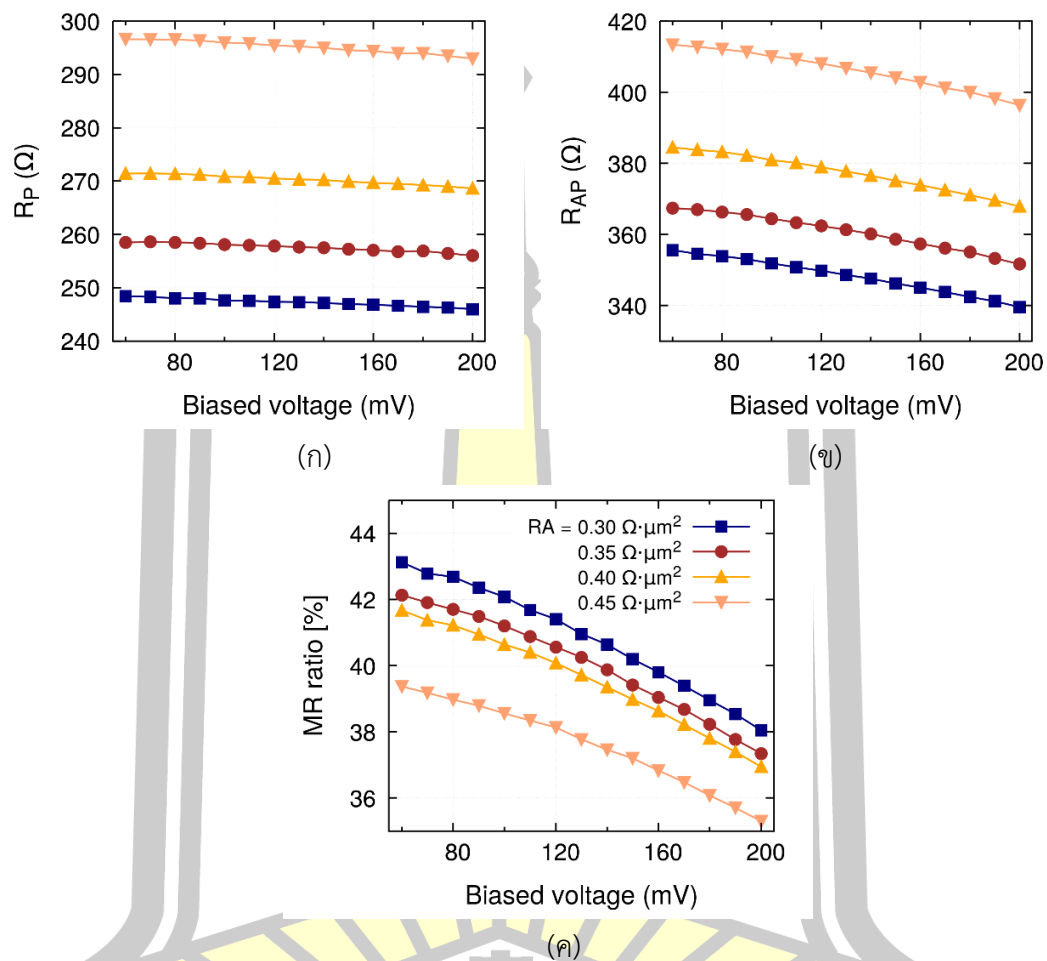 300
290
280
270
260
250
240
R_P (Ω)
80 120 160 200
Biased voltage (mV)
(ก)
420
400
380
360
340
R_AP (Ω)
80 120 160 200
Biased voltage (mV)
(ข)
44
42
40
38
36
MR ratio [%]
RA = 0.30 Ω·μm²
0.35 Ω·μm²
0.40 Ω·μm²
0.45 Ω·μm²
80 120 160 200
Biased voltage (mV)
(ค)